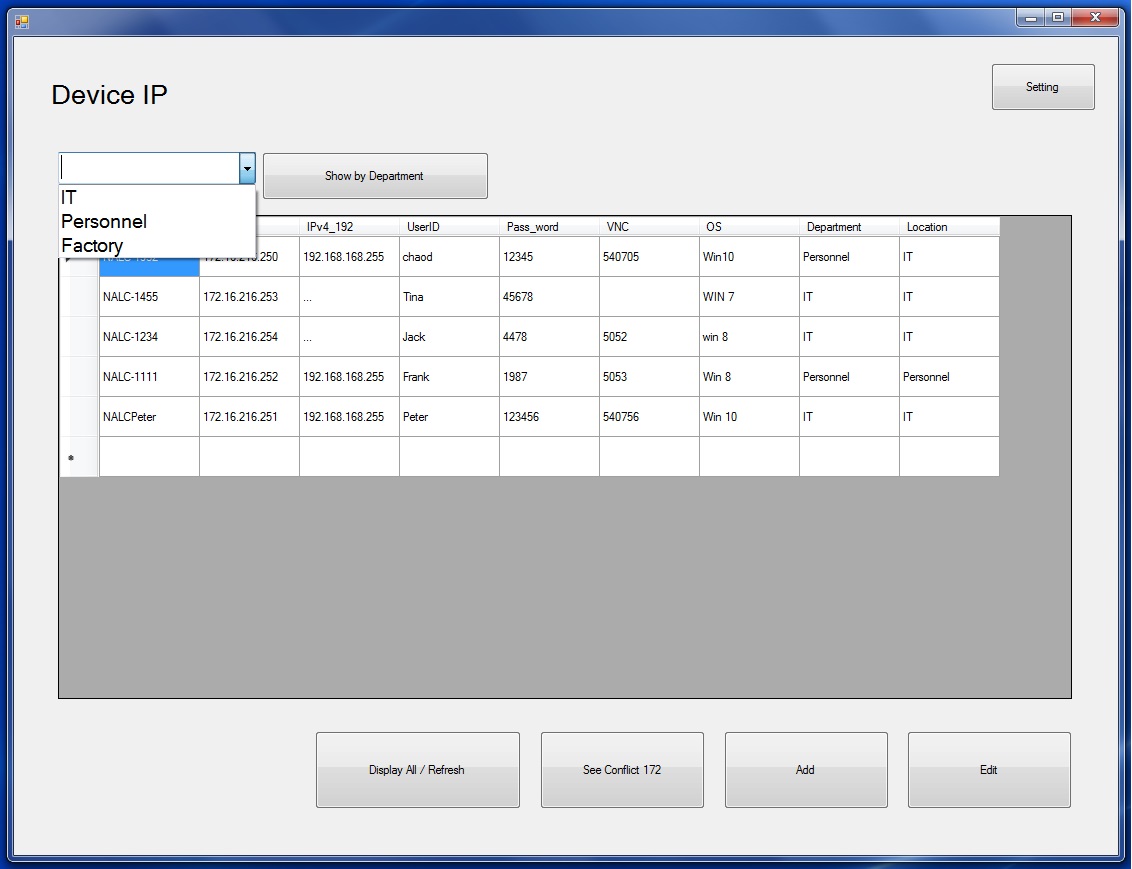 Device IP
Setting
Show by Department
IT
Personnel
Factory
IPv4_192 UserID Pass_word VNC OS Department Location
192.168.168.255 chaod 12345 540705 Win10 Personnel IT
NALC-1455 172.16.216.253 ... Tina 45678 WIN 7 IT IT
NALC-1234 172.16.216.254 ... Jack 4478 5052 win 8 IT IT
NALC-1111 172.16.216.252 192.168.168.255 Frank 1987 5053 Win 8 Personnel Personnel
NALCPeter 172.16.216.251 192.168.168.255 Peter 123456 540756 Win 10 IT IT
*
Display All / Refresh See Conflict 172 Add Edit